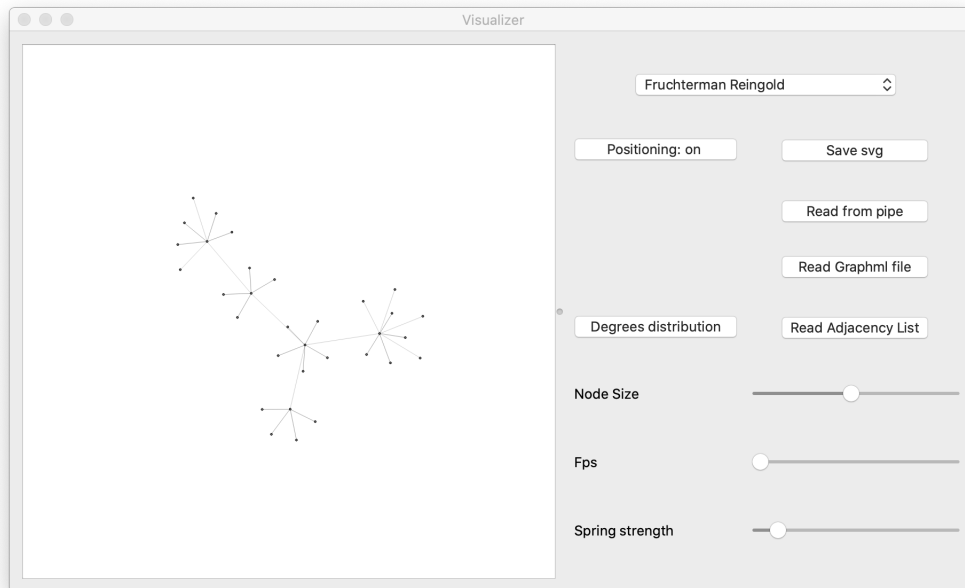 Visualizer
Fruchterman Reingold
Positioning: on
Save svg
Read from pipe
Read Graphml file
Degrees distribution
Read Adjacency List
Node Size
Fps
Spring strength